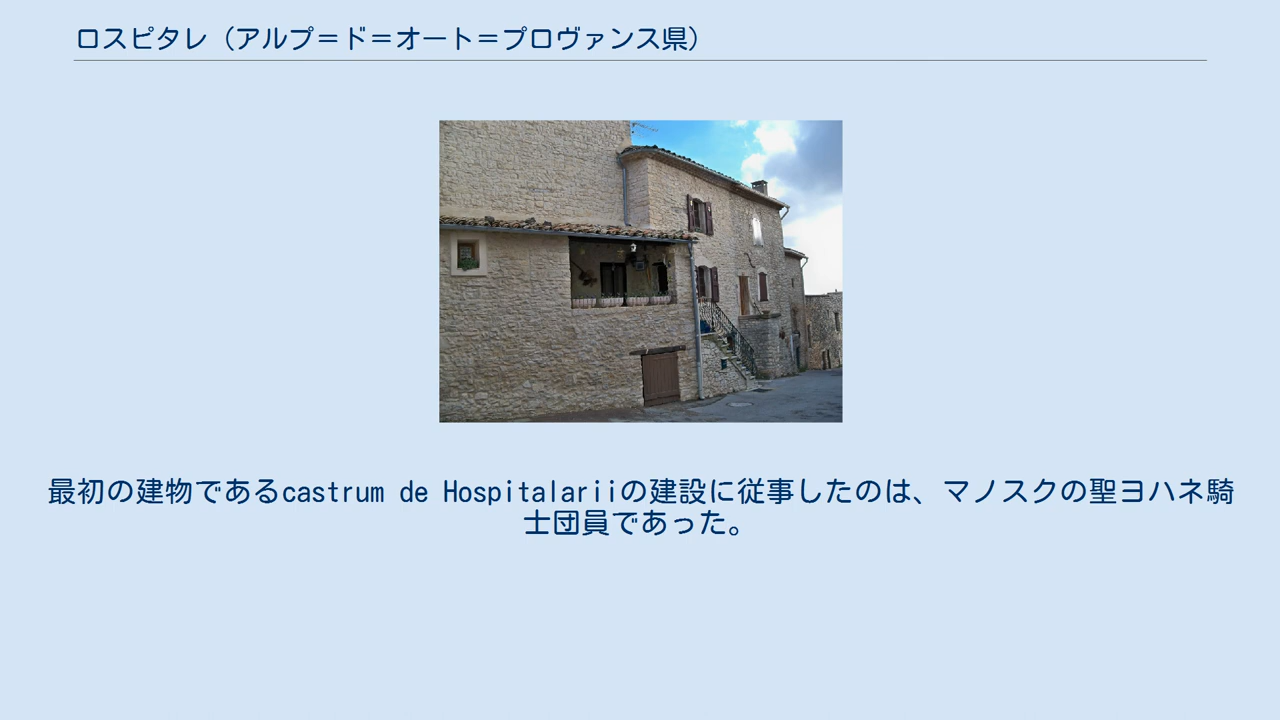 ロスピタレ（アルプ＝ド＝オート＝プロヴァンス県）
最初の建物であるcastrum de Hospitalariiの建設に従事したのは、マノスクの聖ヨハネ騎
士団員であった。